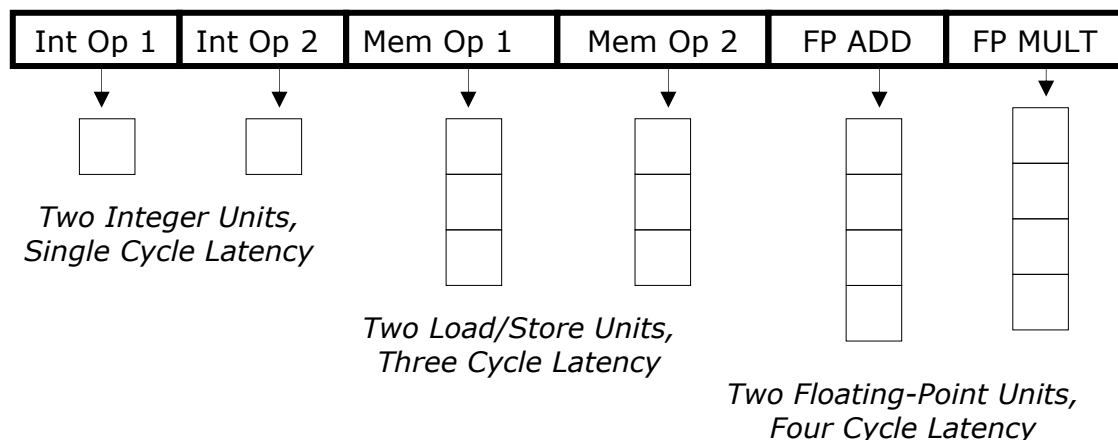 Int Op 1 Int Op 2 Mem Op 1 Mem Op 2 FP ADD FP MULT
Two Integer Units,
Single Cycle Latency
Two Load/Store Units,
Three Cycle Latency
Two Floating-Point Units,
Four Cycle Latency